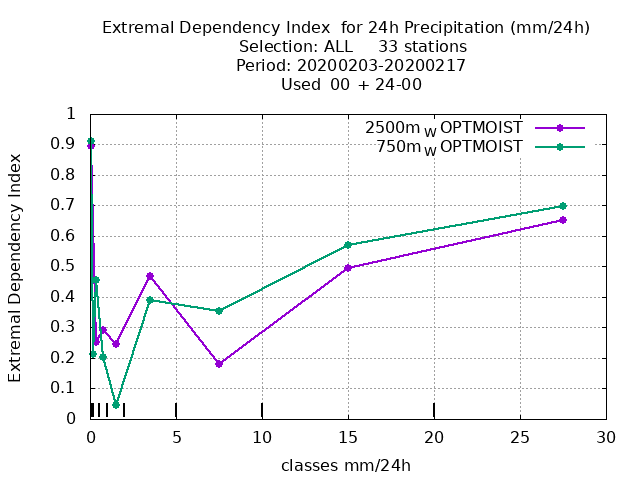 Extremal Dependency Index  for 24h Precipitation (mm/24h)
Selection: ALL     33 stations
Period: 20200203-20200217
Used  00 + 24-00
2500m W OPTMOIST
750m W OPTMOIST
Extremal Dependency Index
1
0.9
0.8
0.7
0.6
0.5
0.4
0.3
0.2
0.1
0
0 5 10 15 20 25 30
classes mm/24h